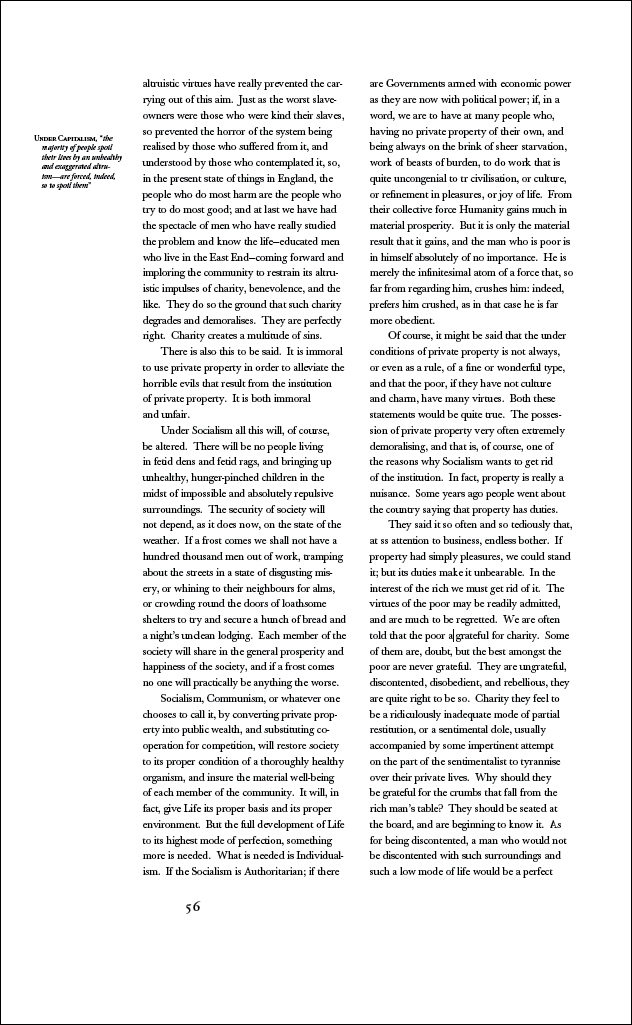 Under Capitalism, "the
majority of people spoil
their lives by an unhealthy
and exaggerated altru-
ism—are forced, indeed,
so to spoil them"
altruistic virtues have really prevented the car-
rying out of this aim. Just as the worst slave-
owners were those who were kind their slaves,
so prevented the horror of the system being
realised by those who suffered from it, and
understood by those who contemplated it, so,
in the present state of things in England, the
people who do most harm are the people who
try to do most good; and at last we have had
the spectacle of men who have really studied
the problem and know the life—educated men
who live in the East End—coming forward and
imploring the community to restrain its altru-
istic impulses of charity, benevolence, and the
like. They do so the ground that such charity
degrades and demoralises. They are perfectly
right. Charity creates a multitude of sins.
There is also this to be said. It is immoral
to use private property in order to alleviate the
horrible evils that result from the institution
of private property. It is both immoral
and unfair.
Under Socialism all this will, of course,
be altered. There will be no people living
in fetid dens and fetid rags, and bringing up
unhealthy, hunger-pinched children in the
midst of impossible and absolutely repulsive
surroundings. The security of society will
not depend, as it does now, on the state of the
weather. If a frost comes we shall not have a
hundred thousand men out of work, tramping
about the streets in a state of disgusting mis-
ery, or whining to their neighbours for alms,
or crowding round the doors of loathsome
shelters to try and secure a hunch of bread and
a night's unclean lodging. Each member of the
society will share in the general prosperity and
happiness of the society, and if a frost comes
no one will practically be anything the worse.
Socialism, Communism, or whatever one
chooses to call it, by converting private prop-
erty into public wealth, and substituting co-
operation for competition, will restore society
to its proper condition of a thoroughly healthy
organism, and insure the material well-being
of each member of the community. It will, in
fact, give Life its proper basis and its proper
environment. But the full development of Life
to its highest mode of perfection, something
more is needed. What is needed is Individual-
ism. If the Socialism is Authoritarian; if there
are Governments armed with economic power
as they are now with political power; if, in a
word, we are to have at many people who,
having no private property of their own, and
being always on the brink of sheer starvation,
work of beasts of burden, to do work that is
quite uncongenial to tr civilisation, or culture,
or refinement in pleasures, or joy of life. From
their collective force Humanity gains much in
material prosperity. But it is only the material
result that it gains, and the man who is poor is
in himself absolutely of no importance. He is
merely the infinitesimal atom of a force that, so
far from regarding him, crushes him: indeed,
prefers him crushed, as in that case he is far
more obedient.
Of course, it might be said that the under
conditions of private property is not always,
or even as a rule, of a fine or wonderful type,
and that the poor, if they have not culture
and charm, have many virtues. Both these
statements would be quite true. The posses-
sion of private property very often extremely
demoralising, and that is, of course, one of
the reasons why Socialism wants to get rid
of the institution. In fact, property is really a
nuisance. Some years ago people went about
the country saying that property has duties.
They said it so often and so tediously that,
at ss attention to business, endless bother. If
property had simply pleasures, we could stand
it; but its duties make it unbearable. In the
interest of the rich we must get rid of it. The
virtues of the poor may be readily admitted,
and are much to be regretted. We are often
told that the poor a grateful for charity. Some
of them are, doubt, but the best amongst the
poor are never grateful. They are ungrateful,
discontented, disobedient, and rebellious, they
are quite right to be so. Charity they feel to
be a ridiculously inadequate mode of partial
restitution, or a sentimental dole, usually
accompanied by some impertinent attempt
on the part of the sentimentalist to tyrannise
over their private lives. Why should they
be grateful for the crumbs that fall from the
rich man's table? They should be seated at
the board, and are beginning to know it. As
for being discontented, a man who would not
be discontented with such surroundings and
such a low mode of life would be a perfect
56